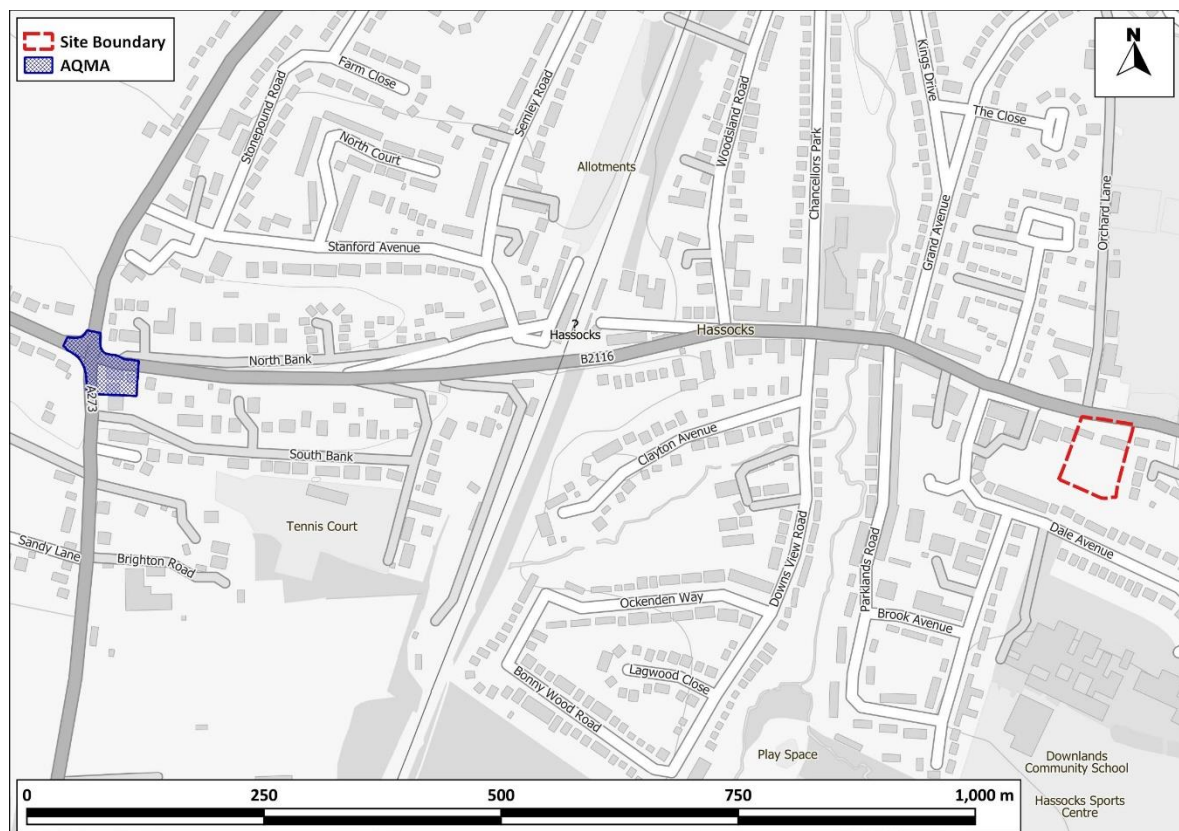 Site Boundary
AQMA
N
Farm Close
Stonepound Road
North Court
Semley Road
Allotments
Woodsland Road
Chancellors Park
Kings Drive
The Close
Grand Avenue
Orchard Lane
Stanford Avenue
?
Hassocks
Hassocks
North Bank
B2116
A273
South Bank
Clayton Avenue
Tennis Court
Sandy Lane
Brighton Road
Downs View Road
Parklands Road
Dale Avenue
Ockenden Way
Brook Avenue
Lagwood Close
Bonny Wood Road
Play Space
Downlands
Community School
Hassocks Sports
Centre
0
250
500
750
1,000 m